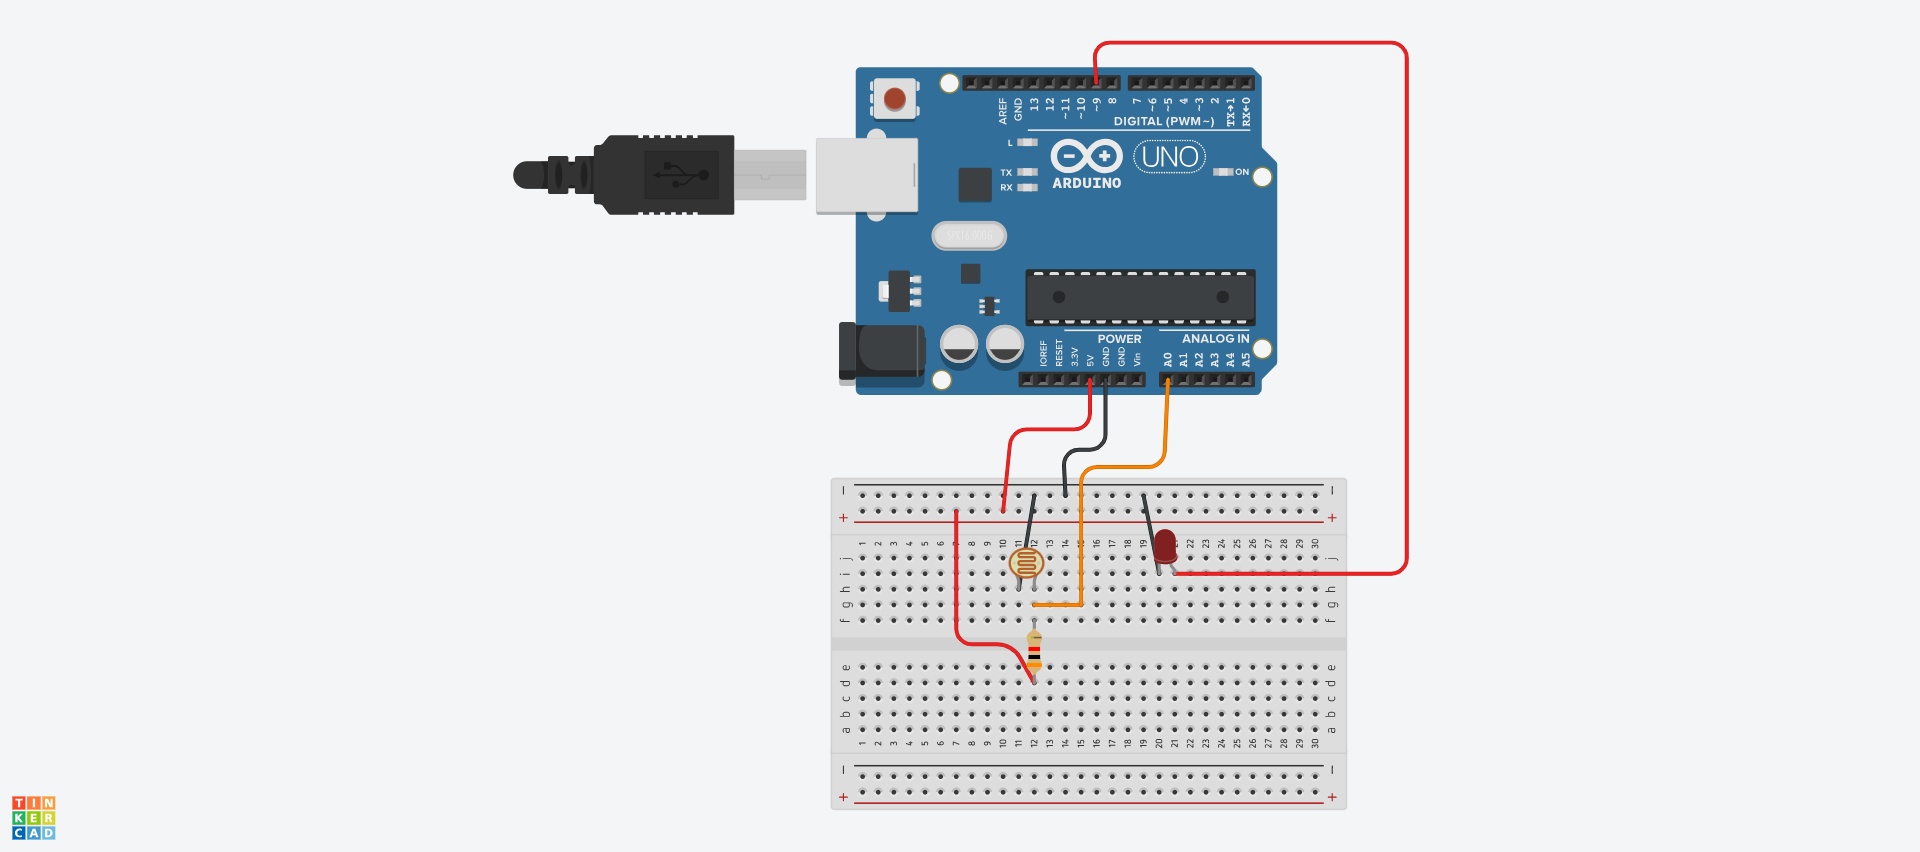 AREF GND 13 12 ~11 ~10 ~9 8 7 ~6 ~5 4 ~3 2 TX→1 RX←0
DIGITAL (PWM ~)
L
TX
RX
ARDUINO
UNO
ON
POWER
ANALOG IN
IOREF RESET 3.3V 5V GND GND Vin A0 A1 A2 A3 A4 A5
− −
+ +
1 2 3 4 5 6 7 8 9 10 11 12 13 14 15 16 17 18 19 21 22 23 24 25 26 27 28 29 30
j j
i i
h h
g g
f f
e e
d d
c c
b b
a a
1 2 3 4 5 6 7 8 9 10 11 12 13 14 15 16 17 18 19 20 21 22 23 24 25 26 27 28 29 30
− −
+ +
TIN
KER
CAD